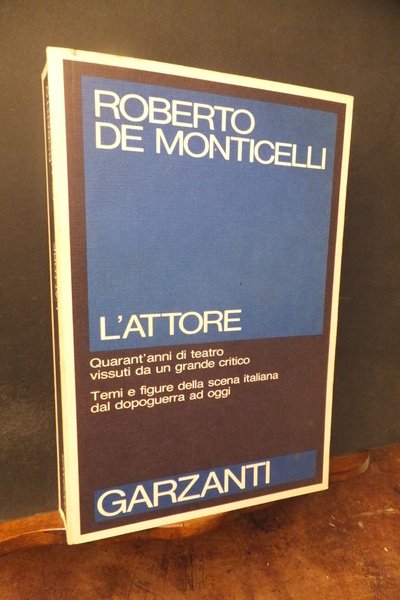 ROBERTO
DE MONTICELLI
L'ATTORE
Quarant'anni di teatro
vissuti da un grande critico
Temi e figure della scena italiana
dal dopoguerra ad oggi
GARZANTI